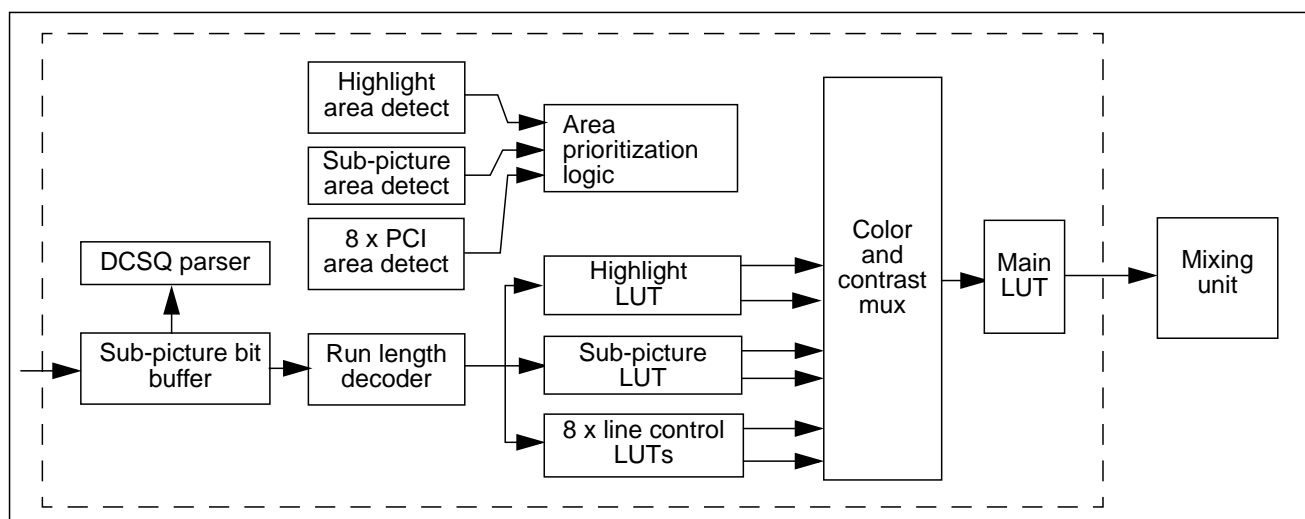 Highlight
area detect
Sub-picture
area detect
8 x PCI
area detect
Area
prioritization
logic
DCSQ parser
Sub-picture bit
buffer
Run length
decoder
Highlight
LUT
Sub-picture
LUT
8 x line control
LUTs
Color
and
contrast
mux
Main
LUT
Mixing
unit